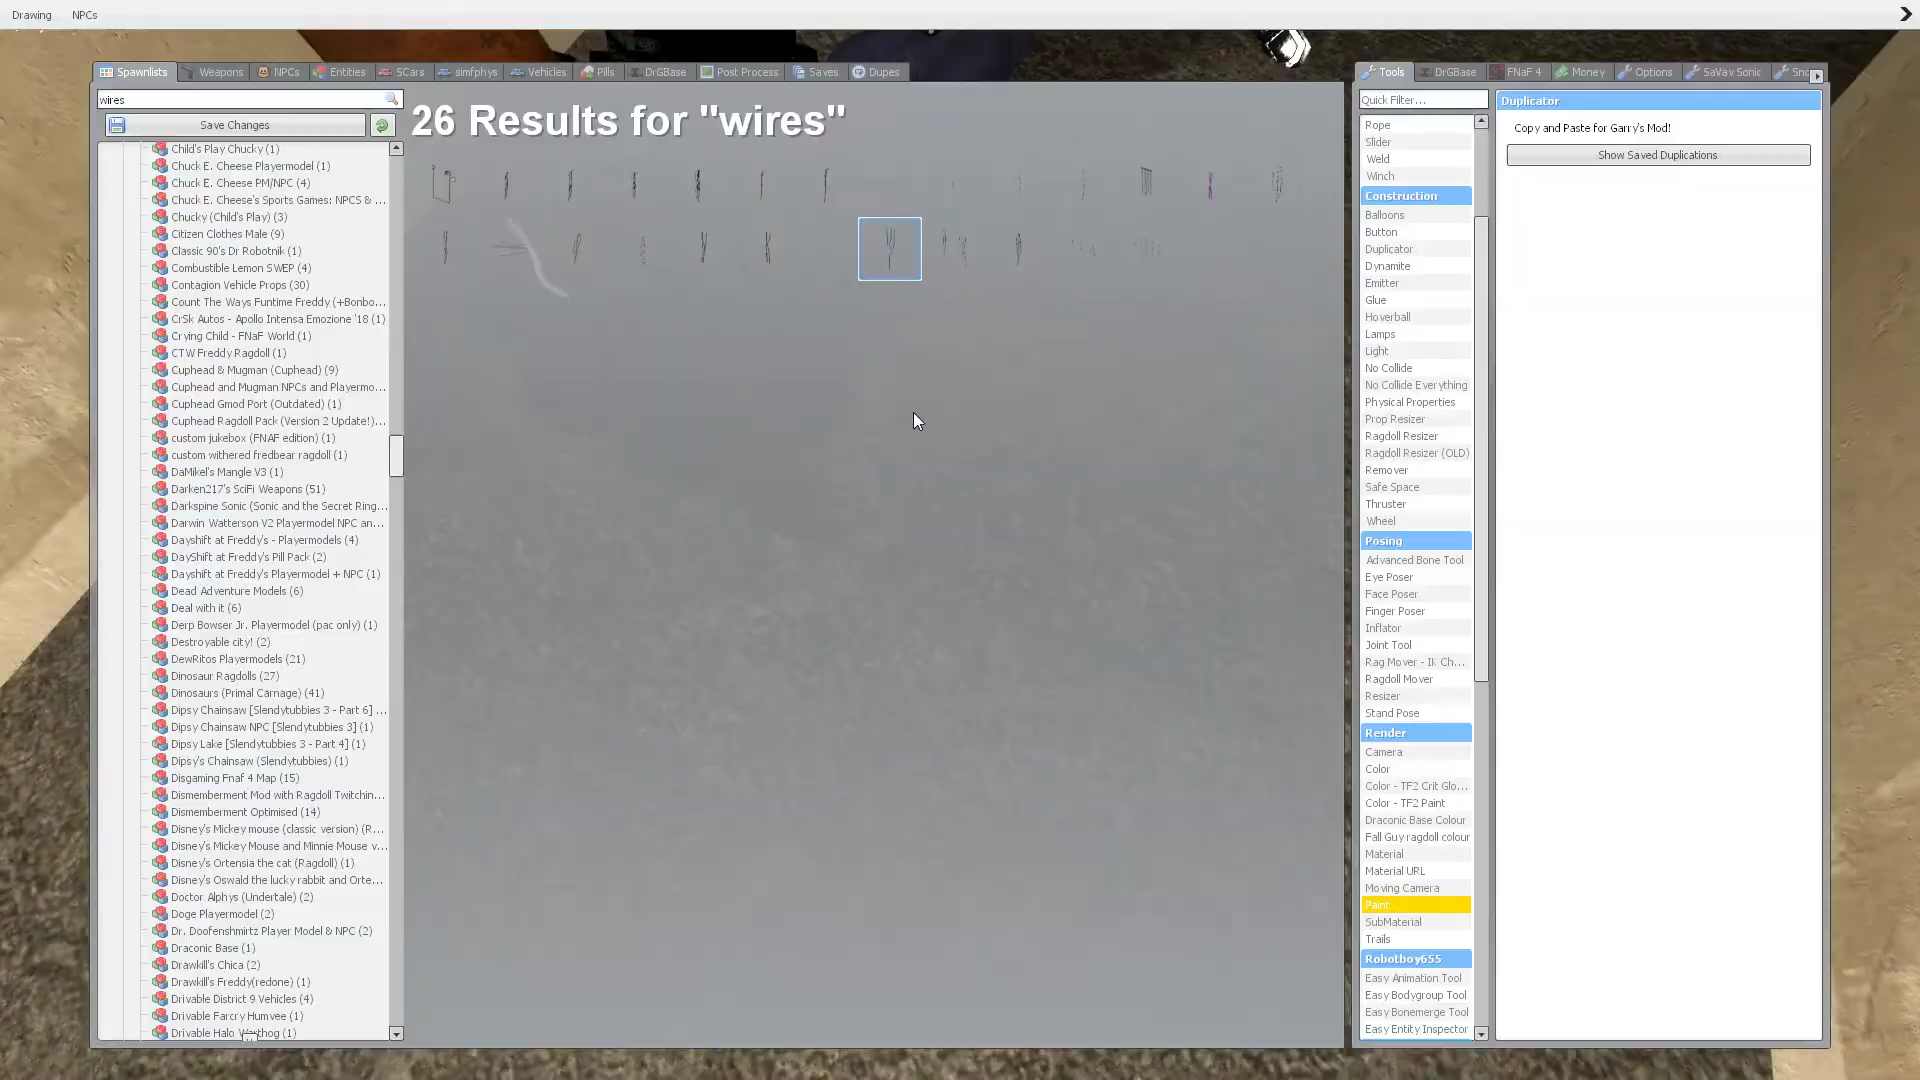 Drawing NPCs
Spawnlists Weapons NPCs Entities SCars simfphys Vehicles Pills DrGBase Post Process Saves Dupes
wires
Save Changes
26 Results for "wires"
Child's Play Chucky (1)
Chuck E. Cheese Playermodel (1)
Chuck E. Cheese PM/NPC (4)
Chuck E. Cheese's Sports Games: NPCS & ...
Chucky (Child's Play) (3)
Citizen Clothes Male (9)
Classic 90's Dr Robotnik (1)
Combustible Lemon SWEP (4)
Contagion Vehicle Props (30)
Count The Ways Funtime Freddy (+Bonbo...
CrSk Autos - Apollo Intensa Emozione '18 (1)
Crying Child - FNaF World (1)
CTW Freddy Ragdoll (1)
Cuphead & Mugman (Cuphead) (9)
Cuphead and Mugman NPCs and Playermo...
Cuphead Gmod Port (Outdated) (1)
Cuphead Ragdoll Pack (Version 2 Update!)...
custom jukebox (FNAF edition) (1)
custom withered fredbear ragdoll (1)
DaMikel's Mangle V3 (1)
Darken217's SciFi Weapons (51)
Darkspine Sonic (Sonic and the Secret Ring...
Darwin Watterson V2 Playermodel NPC an...
Dayshift at Freddy's - Playermodels (4)
DayShift at Freddy's Pill Pack (2)
Dayshift at Freddy's Playermodel + NPC (1)
Dead Adventure Models (6)
Deal with it (6)
Derp Bowser Jr. Playermodel (pac only) (1)
Destroyable city! (2)
DewRitos Playermodels (21)
Dinosaur Ragdolls (27)
Dinosaurs (Primal Carnage) (41)
Dipsy Chainsaw [Slendytubbies 3 - Part 6] ...
Dipsy Chainsaw NPC [Slendytubbies 3] (1)
Dipsy Lake [Slendytubbies 3 - Part 4] (1)
Dipsy's Chainsaw (Slendytubbies) (1)
Disgaming Fnaf 4 Map (15)
Dismemberment Mod with Ragdoll Twitchin...
Dismemberment Optimised (14)
Disney's Mickey mouse (classic version) (R...
Disney's Mickey Mouse and Minnie Mouse v...
Disney's Ortensia the cat (Ragdoll) (1)
Disney's Oswald the lucky rabbit and Orte...
Doctor Alphys (Undertale) (2)
Doge Playermodel (2)
Dr. Doofenshmirtz Player Model & NPC (2)
Draconic Base (1)
Drawkill's Chica (2)
Drawkill's Freddy(redone) (1)
Drivable District 9 Vehicles (4)
Drivable Farcry Humvee (1)
Drivable Halo Warthog (1)
Tools DrGBase FNaF 4 Money Options SaVav Sonic
Quick Filter...
Rope
Slider
Weld
Winch
Construction
Balloons
Button
Duplicator
Dynamite
Emitter
Glue
Hoverball
Lamps
Light
No Collide
No Collide Everything
Physical Properties
Prop Resizer
Ragdoll Resizer
Ragdoll Resizer (OLD)
Remover
Safe Space
Thruster
Wheel
Posing
Advanced Bone Tool
Eye Poser
Face Poser
Finger Poser
Inflator
Joint Tool
Rag Mover - IK Ch...
Ragdoll Mover
Resizer
Stand Pose
Render
Camera
Color
Color - TF2 Crit Glo...
Color - TF2 Paint
Draconic Base Colour
Fall Guy ragdoll colour
Material
Material URL
Moving Camera
Paint
SubMaterial
Trails
Robotboy655
Easy Animation Tool
Easy Bodygroup Tool
Easy Bonemerge Tool
Easy Entity Inspector
Duplicator
Copy and Paste for Garry's Mod!
Show Saved Duplications